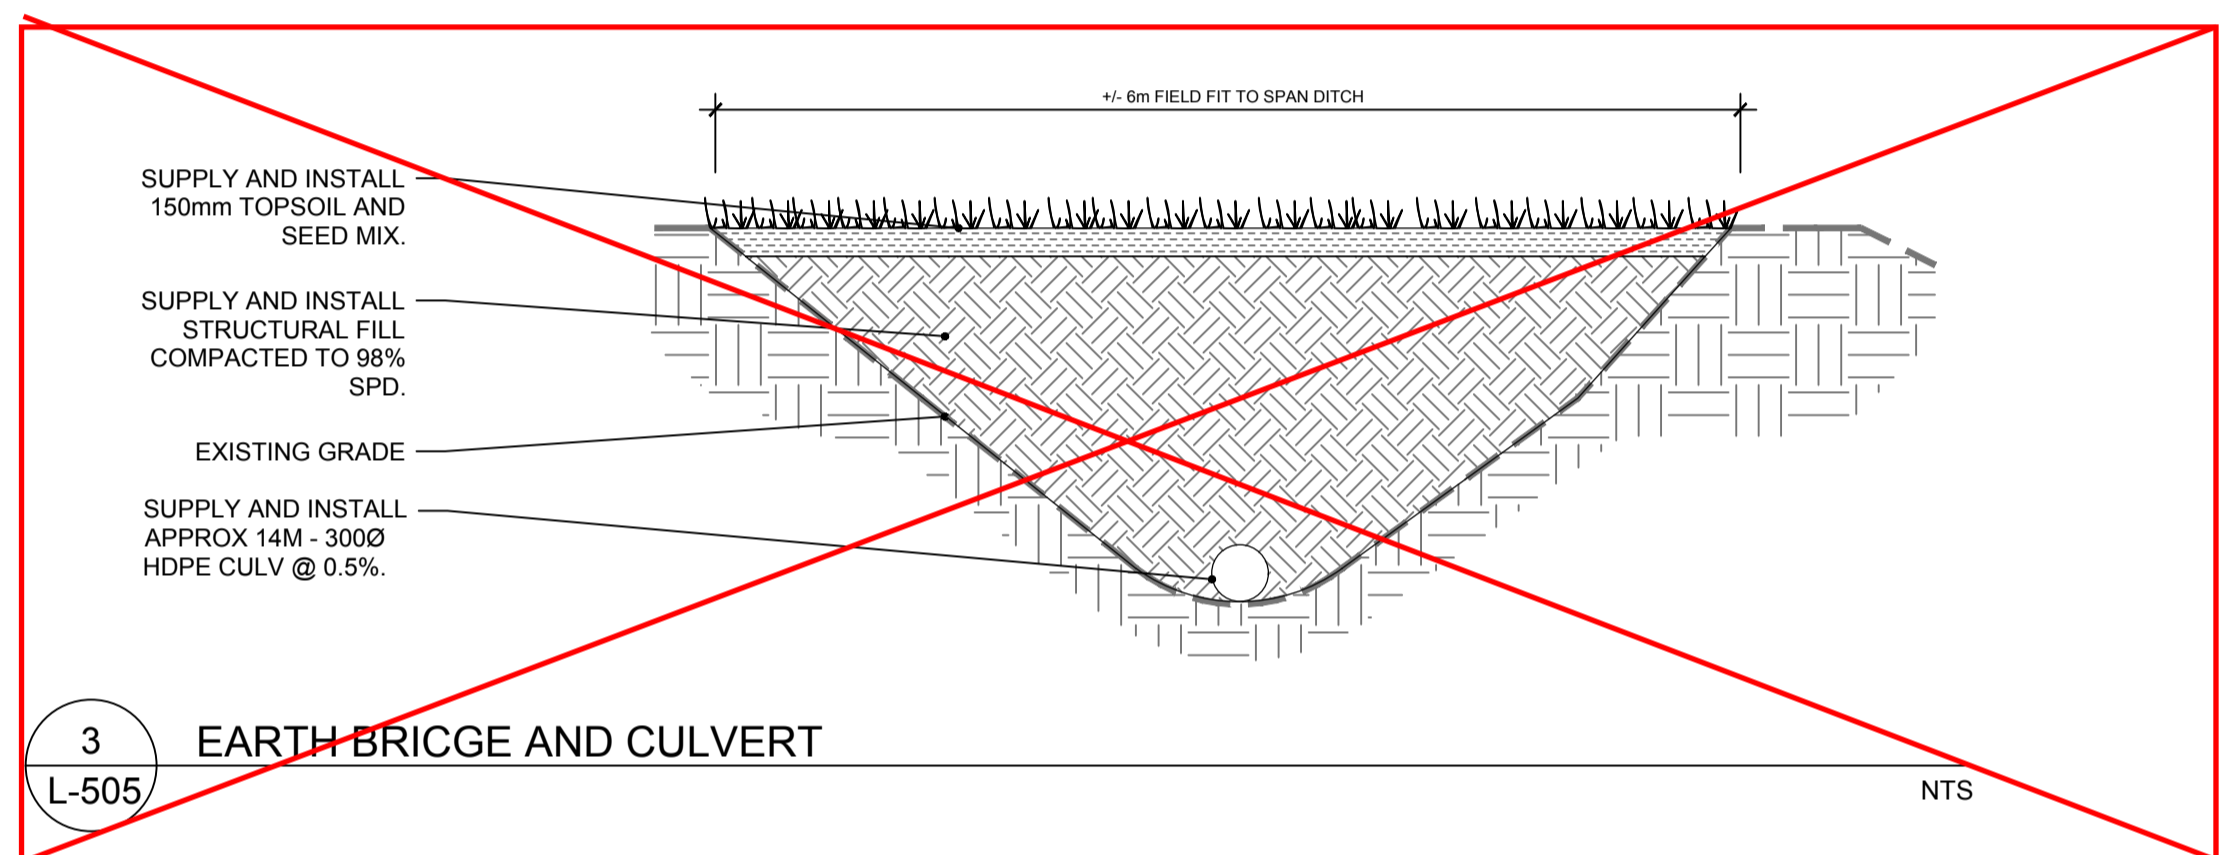 +/- 6m FIELD FIT TO SPAN DITCH
SUPPLY AND INSTALL
150mm TOPSOIL AND
SEED MIX.
SUPPLY AND INSTALL
STRUCTURAL FILL
COMPACTED TO 98%
SPD.
EXISTING GRADE
SUPPLY AND INSTALL
APPROX 14M - 300Ø
HDPE CULV @ 0.5%.
3
EARTH BRICGE AND CULVERT
L-505
NTS